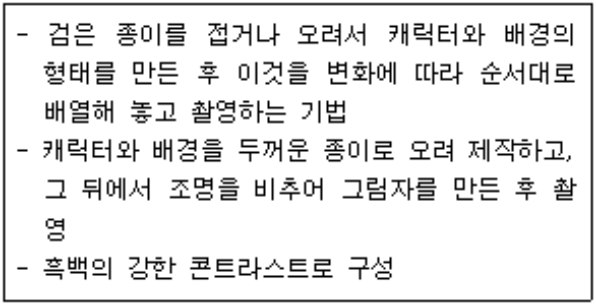 - 검은 종이를 접거나 오려서 캐릭터와 배경의
형태를 만든 후 이것을 변화에 따라 순서대로
배열해 놓고 촬영하는 기법
- 캐릭터와 배경을 두꺼운 종이로 오려 제작하고,
그 뒤에서 조명을 비추어 그림자를 만든 후 촬
영
- 흑백의 강한 콘트라스트로 구성